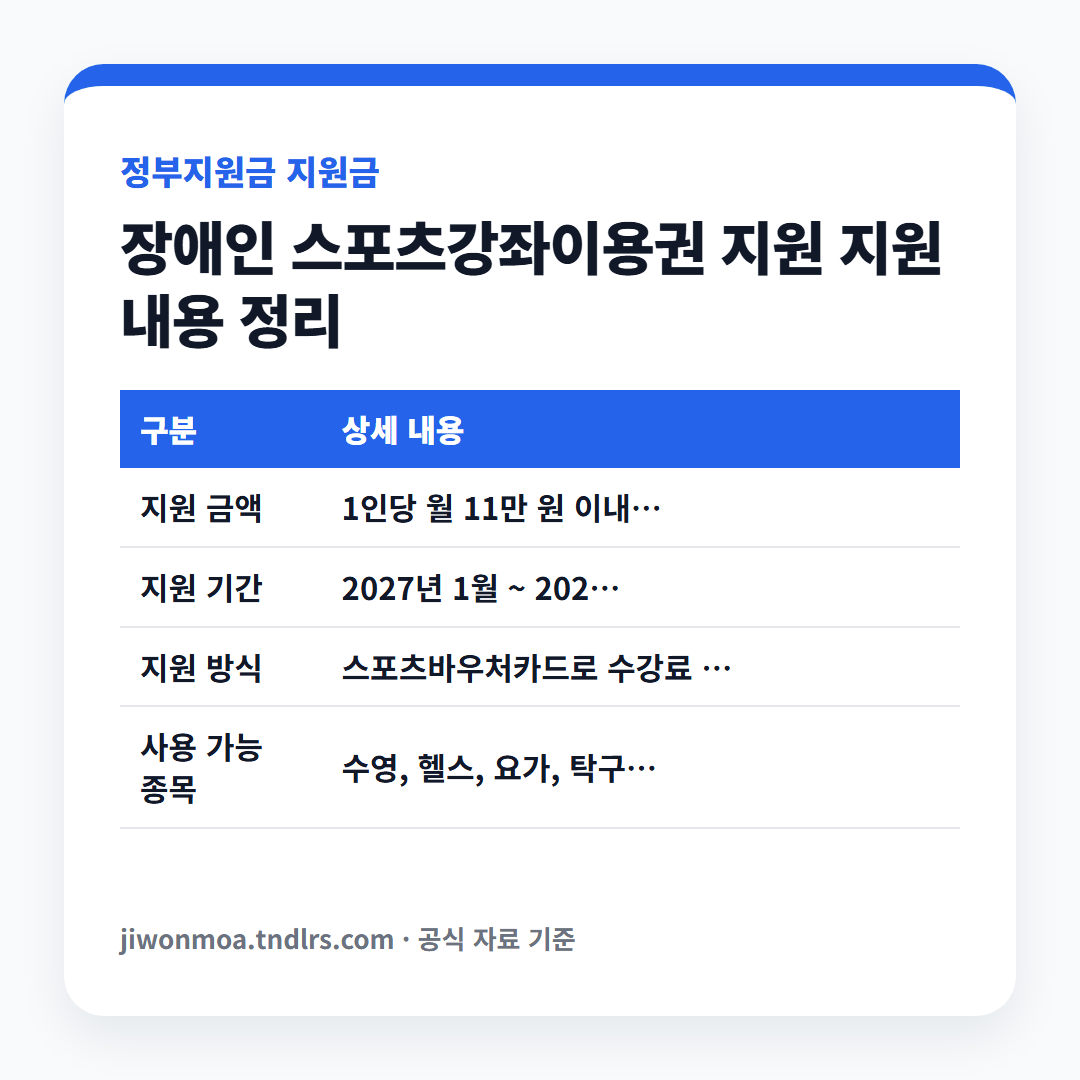 정부지원금 지원금
장애인 스포츠강좌이용권 지원 지원
내용 정리
구분 상세 내용
지원 금액 1인당 월 11만 원 이내…
지원 기간 2027년 1월 ~ 202…
지원 방식 스포츠바우처카드로 수강료 …
사용 가능
종목 수영, 헬스, 요가, 탁구…
jiwonmoa.tndlrs.com · 공식 자료 기준